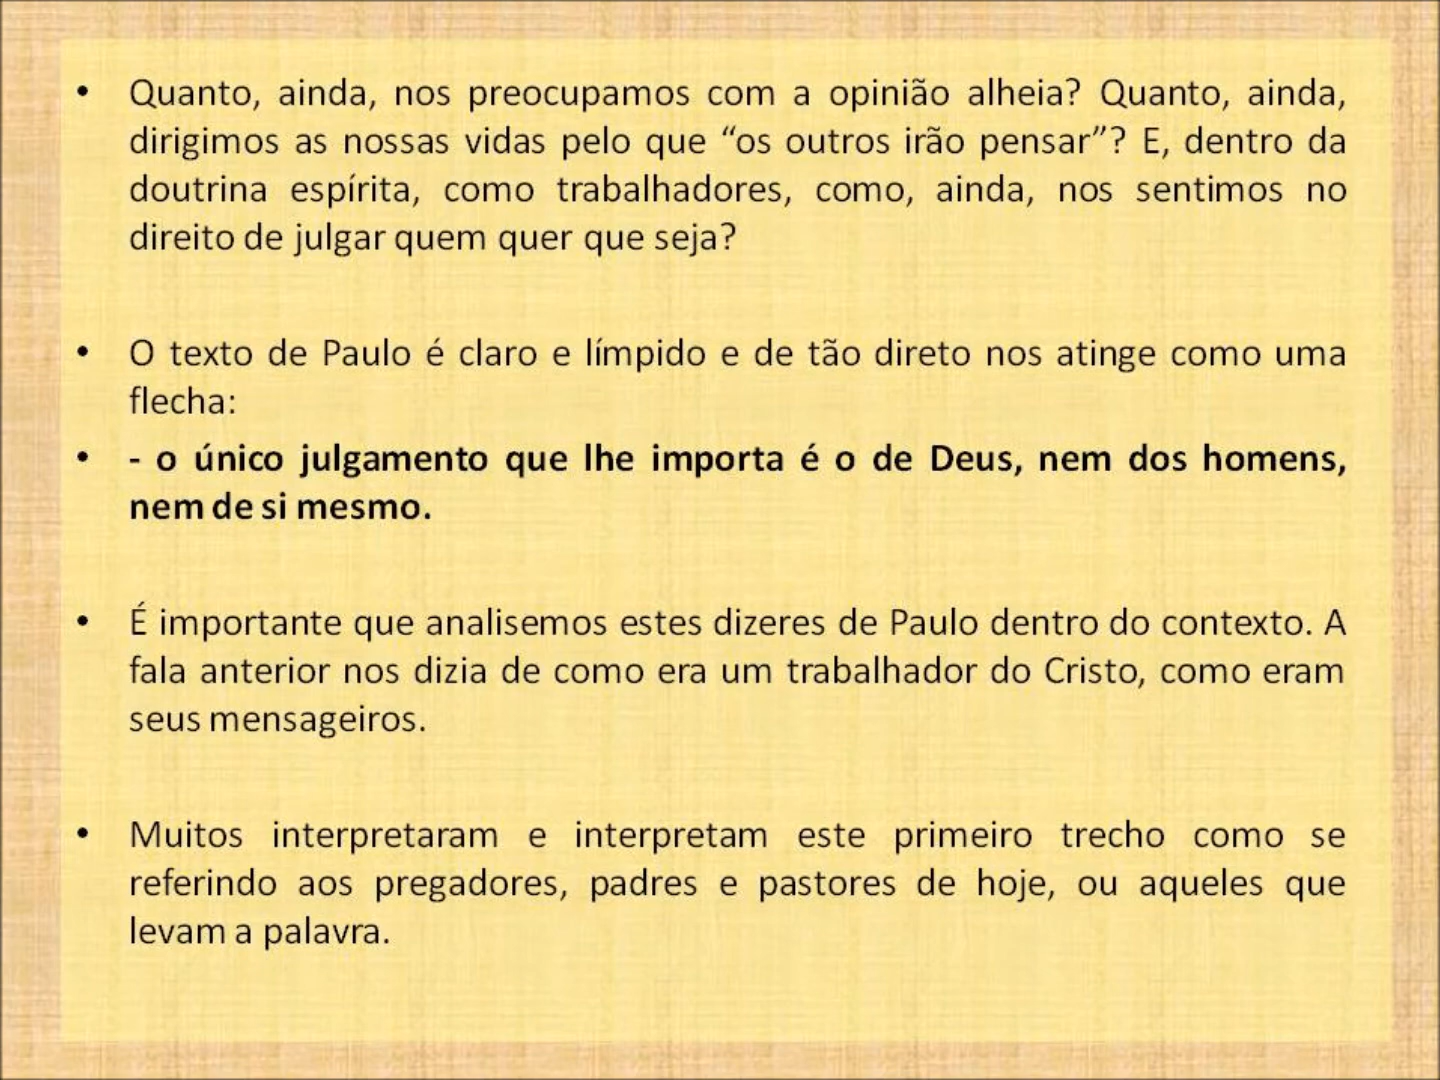 • Quanto, ainda, nos preocupamos com a opinião alheia? Quanto, ainda,
dirigimos as nossas vidas pelo que “os outros irão pensar”? E, dentro da
doutrina espírita, como trabalhadores, como, ainda, nos sentimos no
direito de julgar quem quer que seja?
• O texto de Paulo é claro e límpido e de tão direto nos atinge como uma
flecha:
• - o único julgamento que lhe importa é o de Deus, nem dos homens,
nem de si mesmo.
• É importante que analisemos estes dizeres de Paulo dentro do contexto. A
fala anterior nos dizia de como era um trabalhador do Cristo, como eram
seus mensageiros.
• Muitos interpretaram e interpretam este primeiro trecho como se
referindo aos pregadores, padres e pastores de hoje, ou aqueles que
levam a palavra.